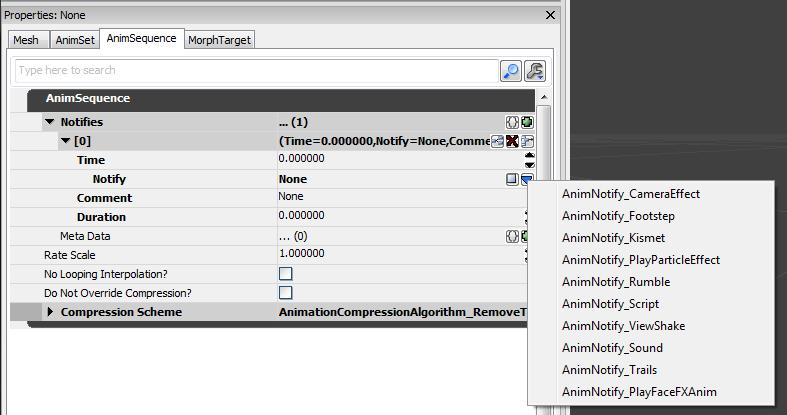 Properties: None
Mesh AnimSet AnimSequence MorphTarget
Type here to search
AnimSequence
Notifies ... (1)
[0] (Time=0.000000,Notify=None,Comme
Time 0.000000
Notify None
Comment None
Duration 0.000000
Meta Data ... (0)
Rate Scale 1.000000
No Looping Interpolation?
Do Not Override Compression?
Compression Scheme AnimationCompressionAlgorithm_RemoveT
AnimNotify_CameraEffect
AnimNotify_Footstep
AnimNotify_Kismet
AnimNotify_PlayParticleEffect
AnimNotify_Rumble
AnimNotify_Script
AnimNotify_ViewShake
AnimNotify_Sound
AnimNotify_Trails
AnimNotify_PlayFaceFXAnim